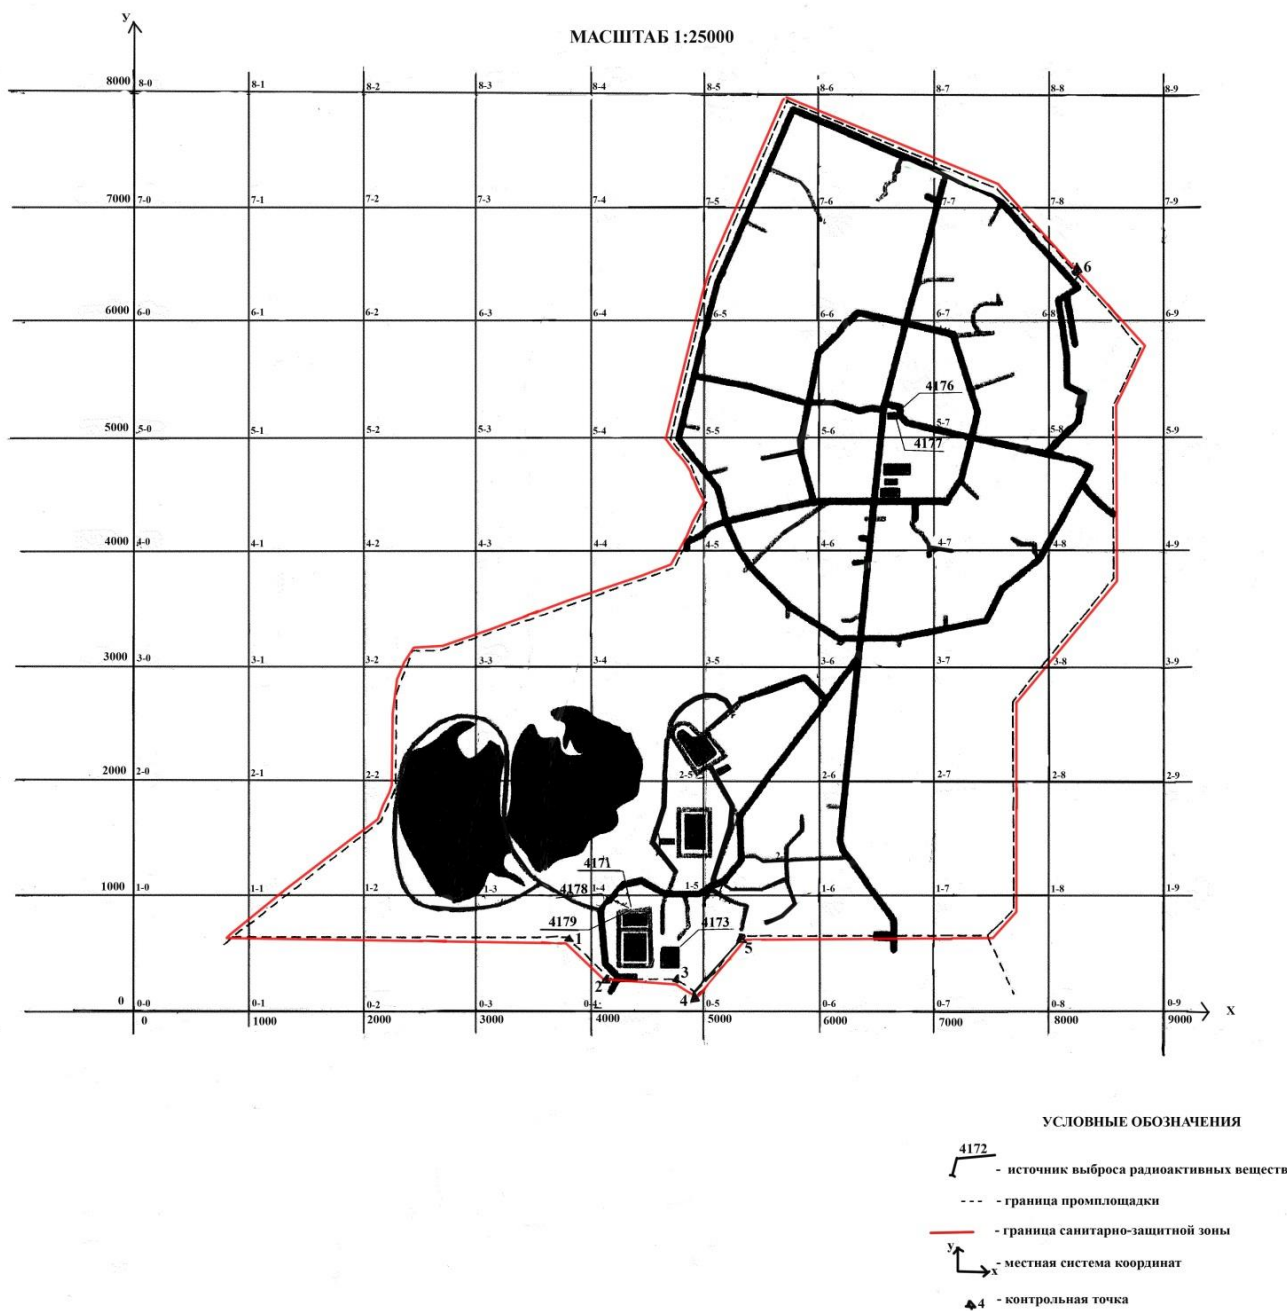 У
МАСШТАБ 1:25000
8000 8-0 8-1 8-2 8-3 8-4 8-5 8-6 8-7 8-8 8-9
7000 7-0 7-1 7-2 7-3 7-4 7-5 7-6 7-7 7-8 7-9
6
6000 6-0 6-1 6-2 6-3 6-4 6-5 6-6 6-7 6-8 6-9
4176
5000 5-0 5-1 5-2 5-3 5-4 5-6 5-7 5-8 5-9
4177
4000 4-0 4-1 4-2 4-3 4-4 4-5 4-6 4-7 4-8 4-9
3000 3-0 3-1 3-2 3-3 3-4 3-5 3-6 3-7 3-8 3-9
2000 2-0 2-1 2-2 2-5 2-6 2-7 2-8 2-9
4171
1000 1-0 1-1 1-2 1-3 4178 1-4 1-5 1-6 1-7 1-8 1-9
4179 4173
1 5
2 3
4
0 0-1 0-2 0-3 0-4 0-5 0-6 0-7 0-8 0-9
X
0 1000 2000 3000 4000 5000 6000 7000 8000 9000
УСЛОВНЫЕ ОБОЗНАЧЕНИЯ
4172
- источник выброса радиоактивных веществ
- граница промплощадки
- граница санитарно-защитной зоны
У
х
- местная система координат
4 - контрольная точка